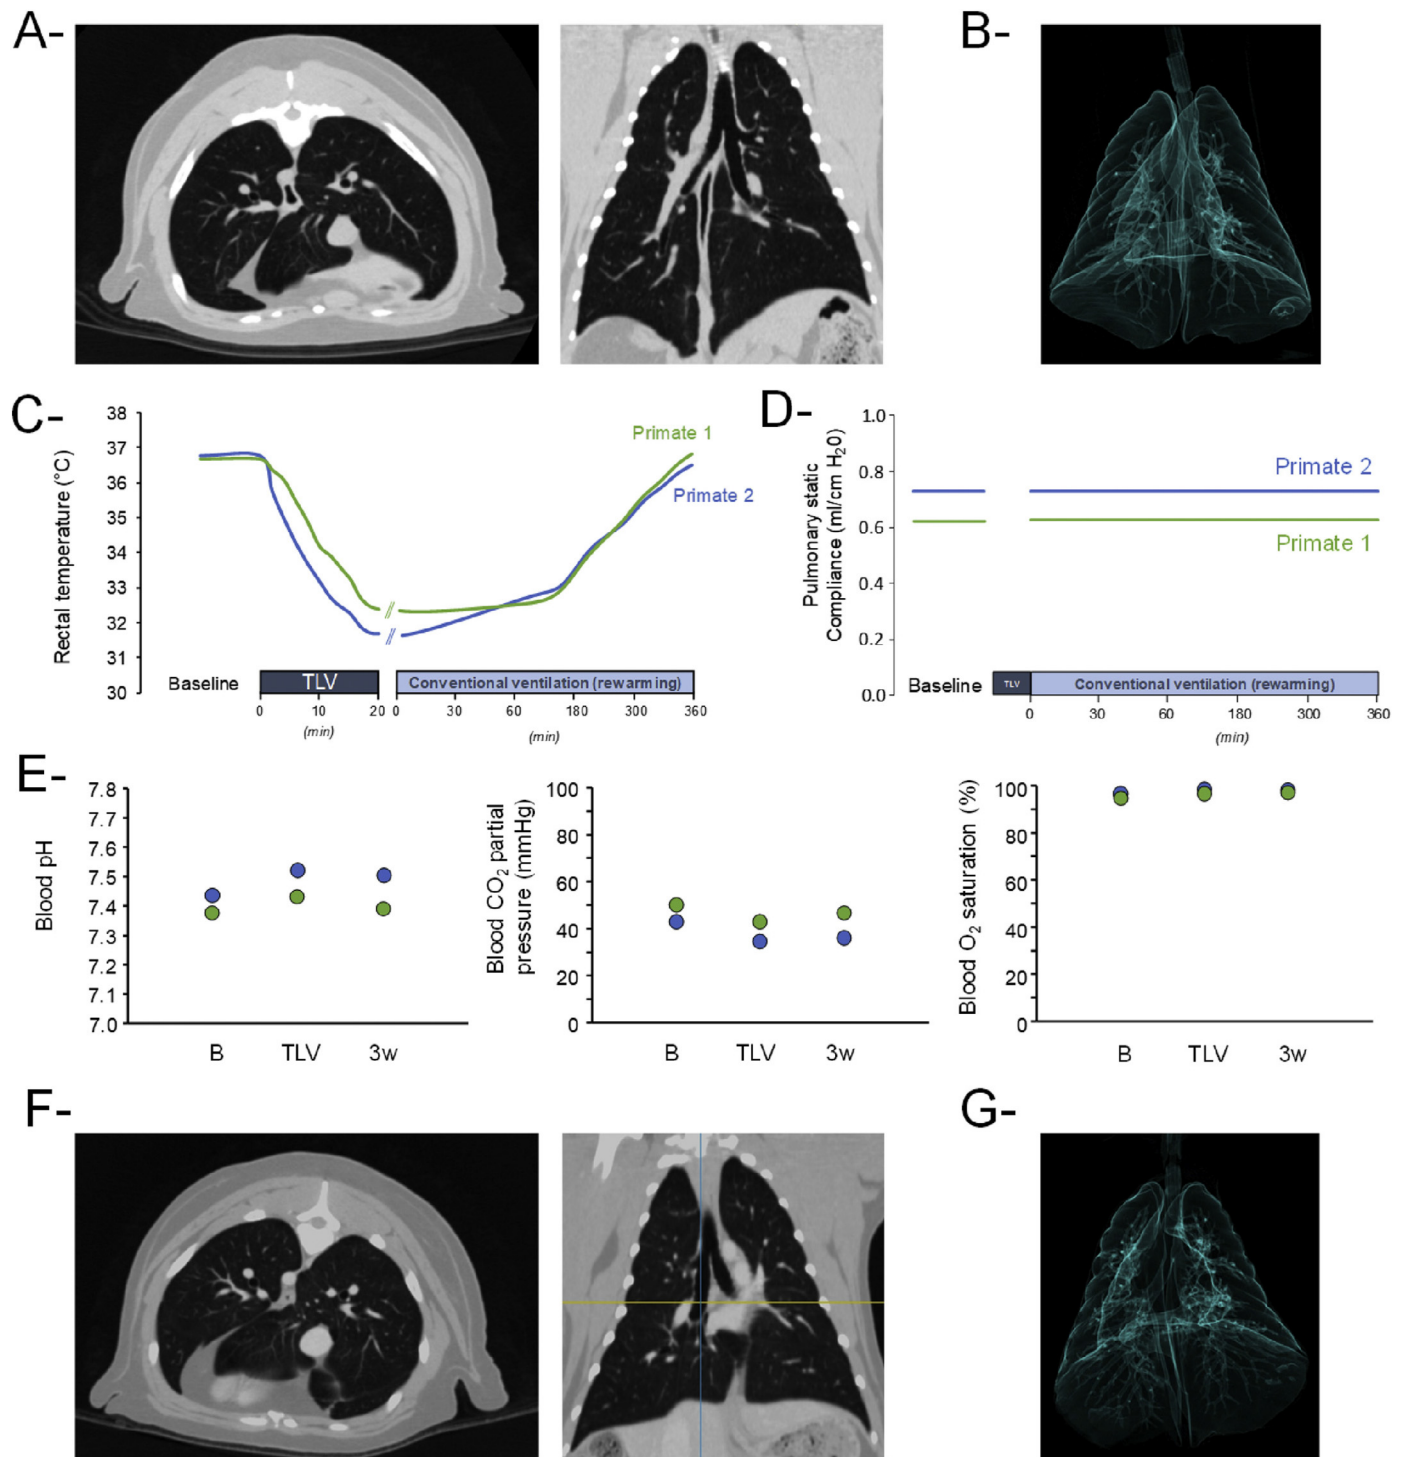 A-
B-
C-
Rectal temperature (°C)
38
37
36
35
34
33
32
31
30
Primate 1
Primate 2
Baseline
TLV
Conventional ventilation (rewarming)
0 10 20 0 30 60 180 300 360
(min) (min)
D-
Pulmonary static
Compliance (ml/cm H20)
1.0
0.8
0.6
0.4
0.2
0.0
Primate 2
Primate 1
Baseline
TLV
Conventional ventilation (rewarming)
0 30 60 180 300 360
(min)
E-
Blood pH
7.8
7.7
7.6
7.5
7.4
7.3
7.2
7.1
7.0
B TLV 3w
Blood CO2 partial
pressure (mmHg)
100
80
60
40
20
0
B TLV 3w
Blood O2 saturation (%)
100
80
60
40
20
0
B TLV 3w
F-
G-